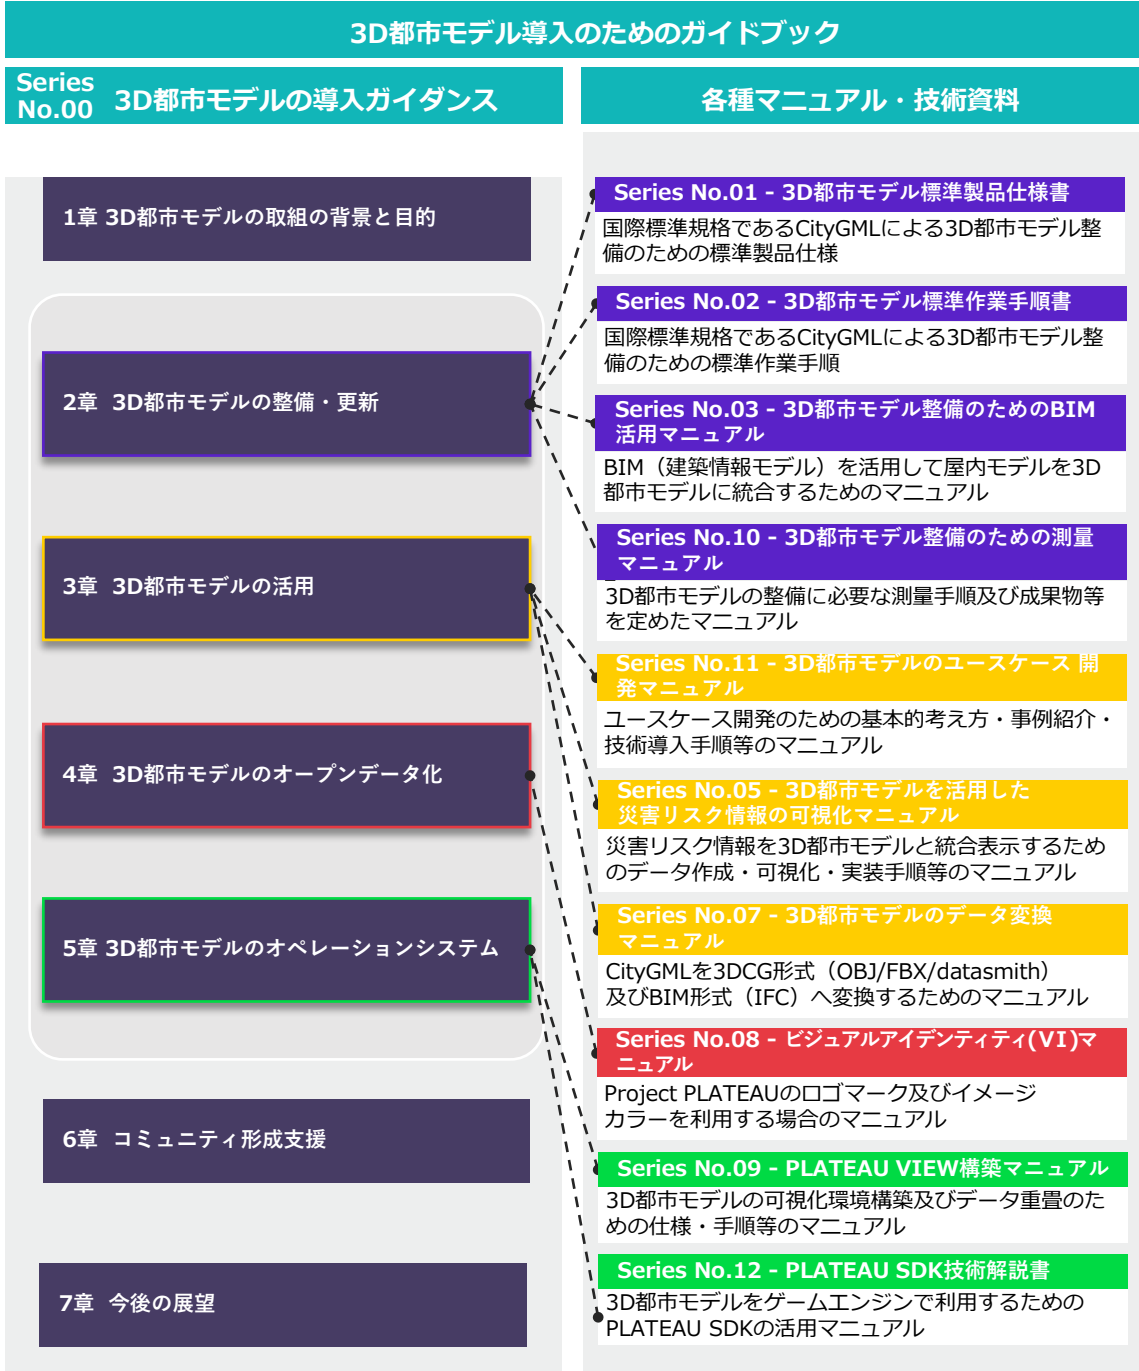 3D都市モデル導入のためのガイドブック
Series
No.00
3D都市モデルの導入ガイダンス
1章 3D都市モデルの取組の背景と目的
2章 3D都市モデルの整備・更新
3章 3D都市モデルの活用
4章 3D都市モデルのオープンデータ化
5章 3D都市モデルのオペレーションシステム
6章 コミュニティ形成支援
7章 今後の展望
各種マニュアル・技術資料
Series No.01 - 3D都市モデル標準製品仕様書
国際標準規格であるCityGMLによる3D都市モデル整
備のための標準製品仕様
Series No.02 - 3D都市モデル標準作業手順書
国際標準規格であるCityGMLによる3D都市モデル整
備のための標準作業手順
Series No.03 - 3D都市モデル整備のためのBIM
活用マニュアル
BIM（建築情報モデル）を活用して屋内モデルを3D
都市モデルに統合するためのマニュアル
Series No.10 - 3D都市モデル整備のための測量
マニュアル
3D都市モデルの整備に必要な測量手順及び成果物等
を定めたマニュアル
Series No.11 - 3D都市モデルのユースケース 開
発マニュアル
ユースケース開発のための基本的考え方・事例紹介・
技術導入手順等のマニュアル
Series No.05 - 3D都市モデルを活用した
災害リスク情報の可視化マニュアル
災害リスク情報を3D都市モデルと統合表示するため
のデータ作成・可視化・実装手順等のマニュアル
Series No.07 - 3D都市モデルのデータ変換
マニュアル
CityGMLを3DCG形式（OBJ/FBX/datasmith）
及びBIM形式（IFC）へ変換するためのマニュアル
Series No.08 - ビジュアルアイデンティティ(VI)マ
ニュアル
Project PLATEAUのロゴマーク及びイメージ
カラーを利用する場合のマニュアル
Series No.09 - PLATEAU VIEW構築マニュアル
3D都市モデルの可視化環境構築及びデータ重畳のた
めの仕様・手順等のマニュアル
Series No.12 - PLATEAU SDK技術解説書
3D都市モデルをゲームエンジンで利用するための
PLATEAU SDKの活用マニュアル